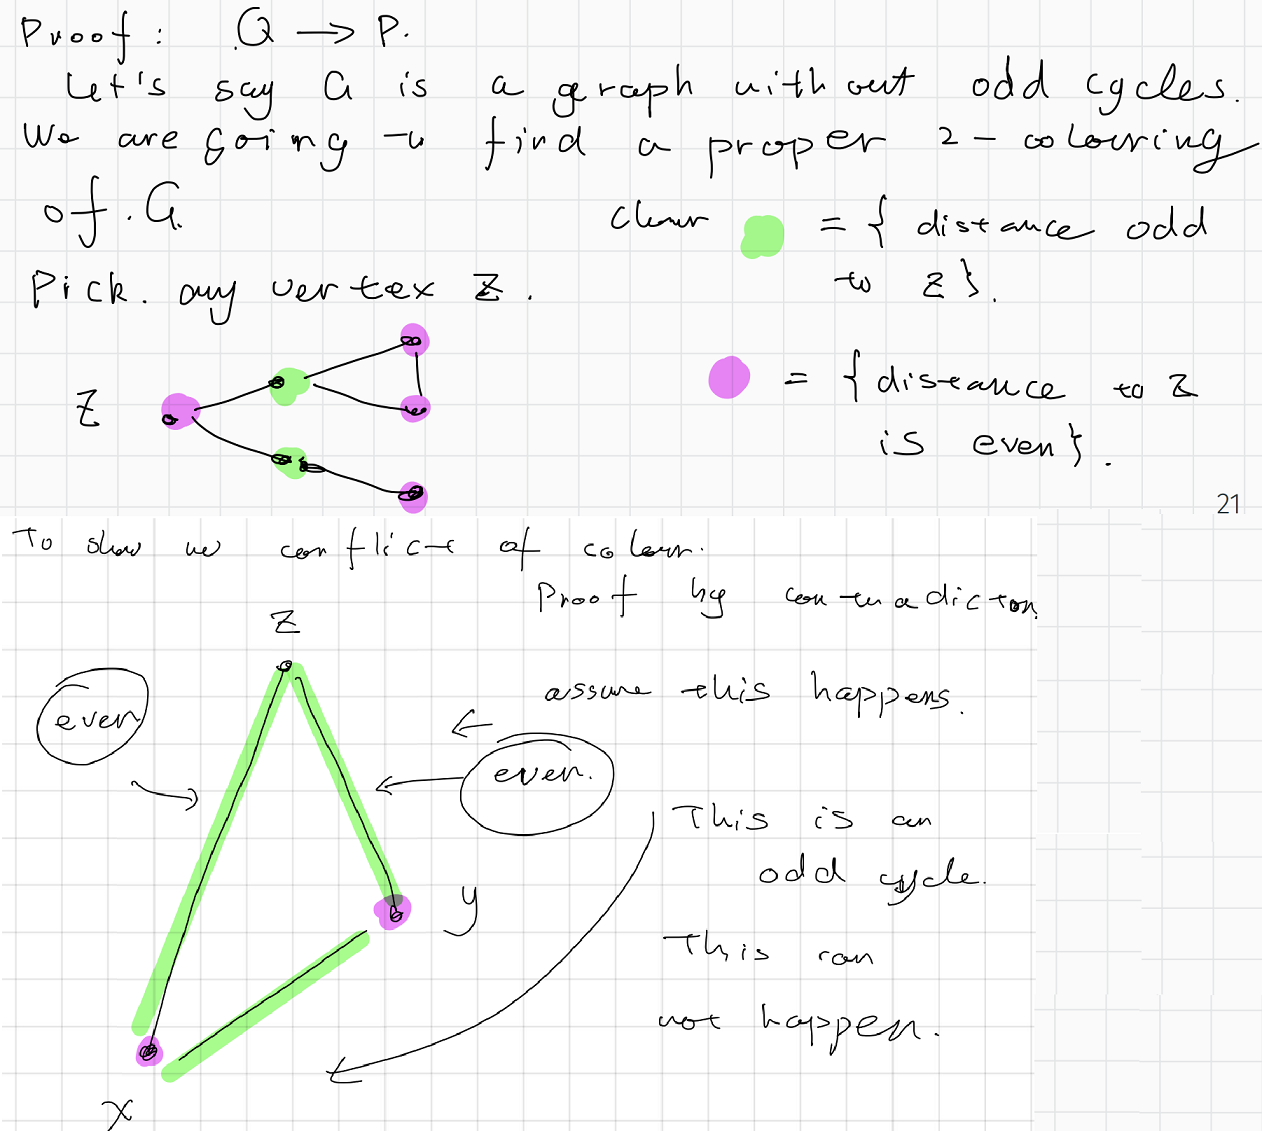 Proof: Q → P.
Let's say G is a graph without odd cycles.
We are going to find a proper 2-colouring
of G.
Colour = { distance odd
to Z}.
Pick any vertex Z.
Z
= { distance to Z
is even}.
21
To show no conflict of colour.
Proof by contradiction.
Z
assume this happens.
even
even.
This is an
odd cycle.
y
This can
not happen.
x